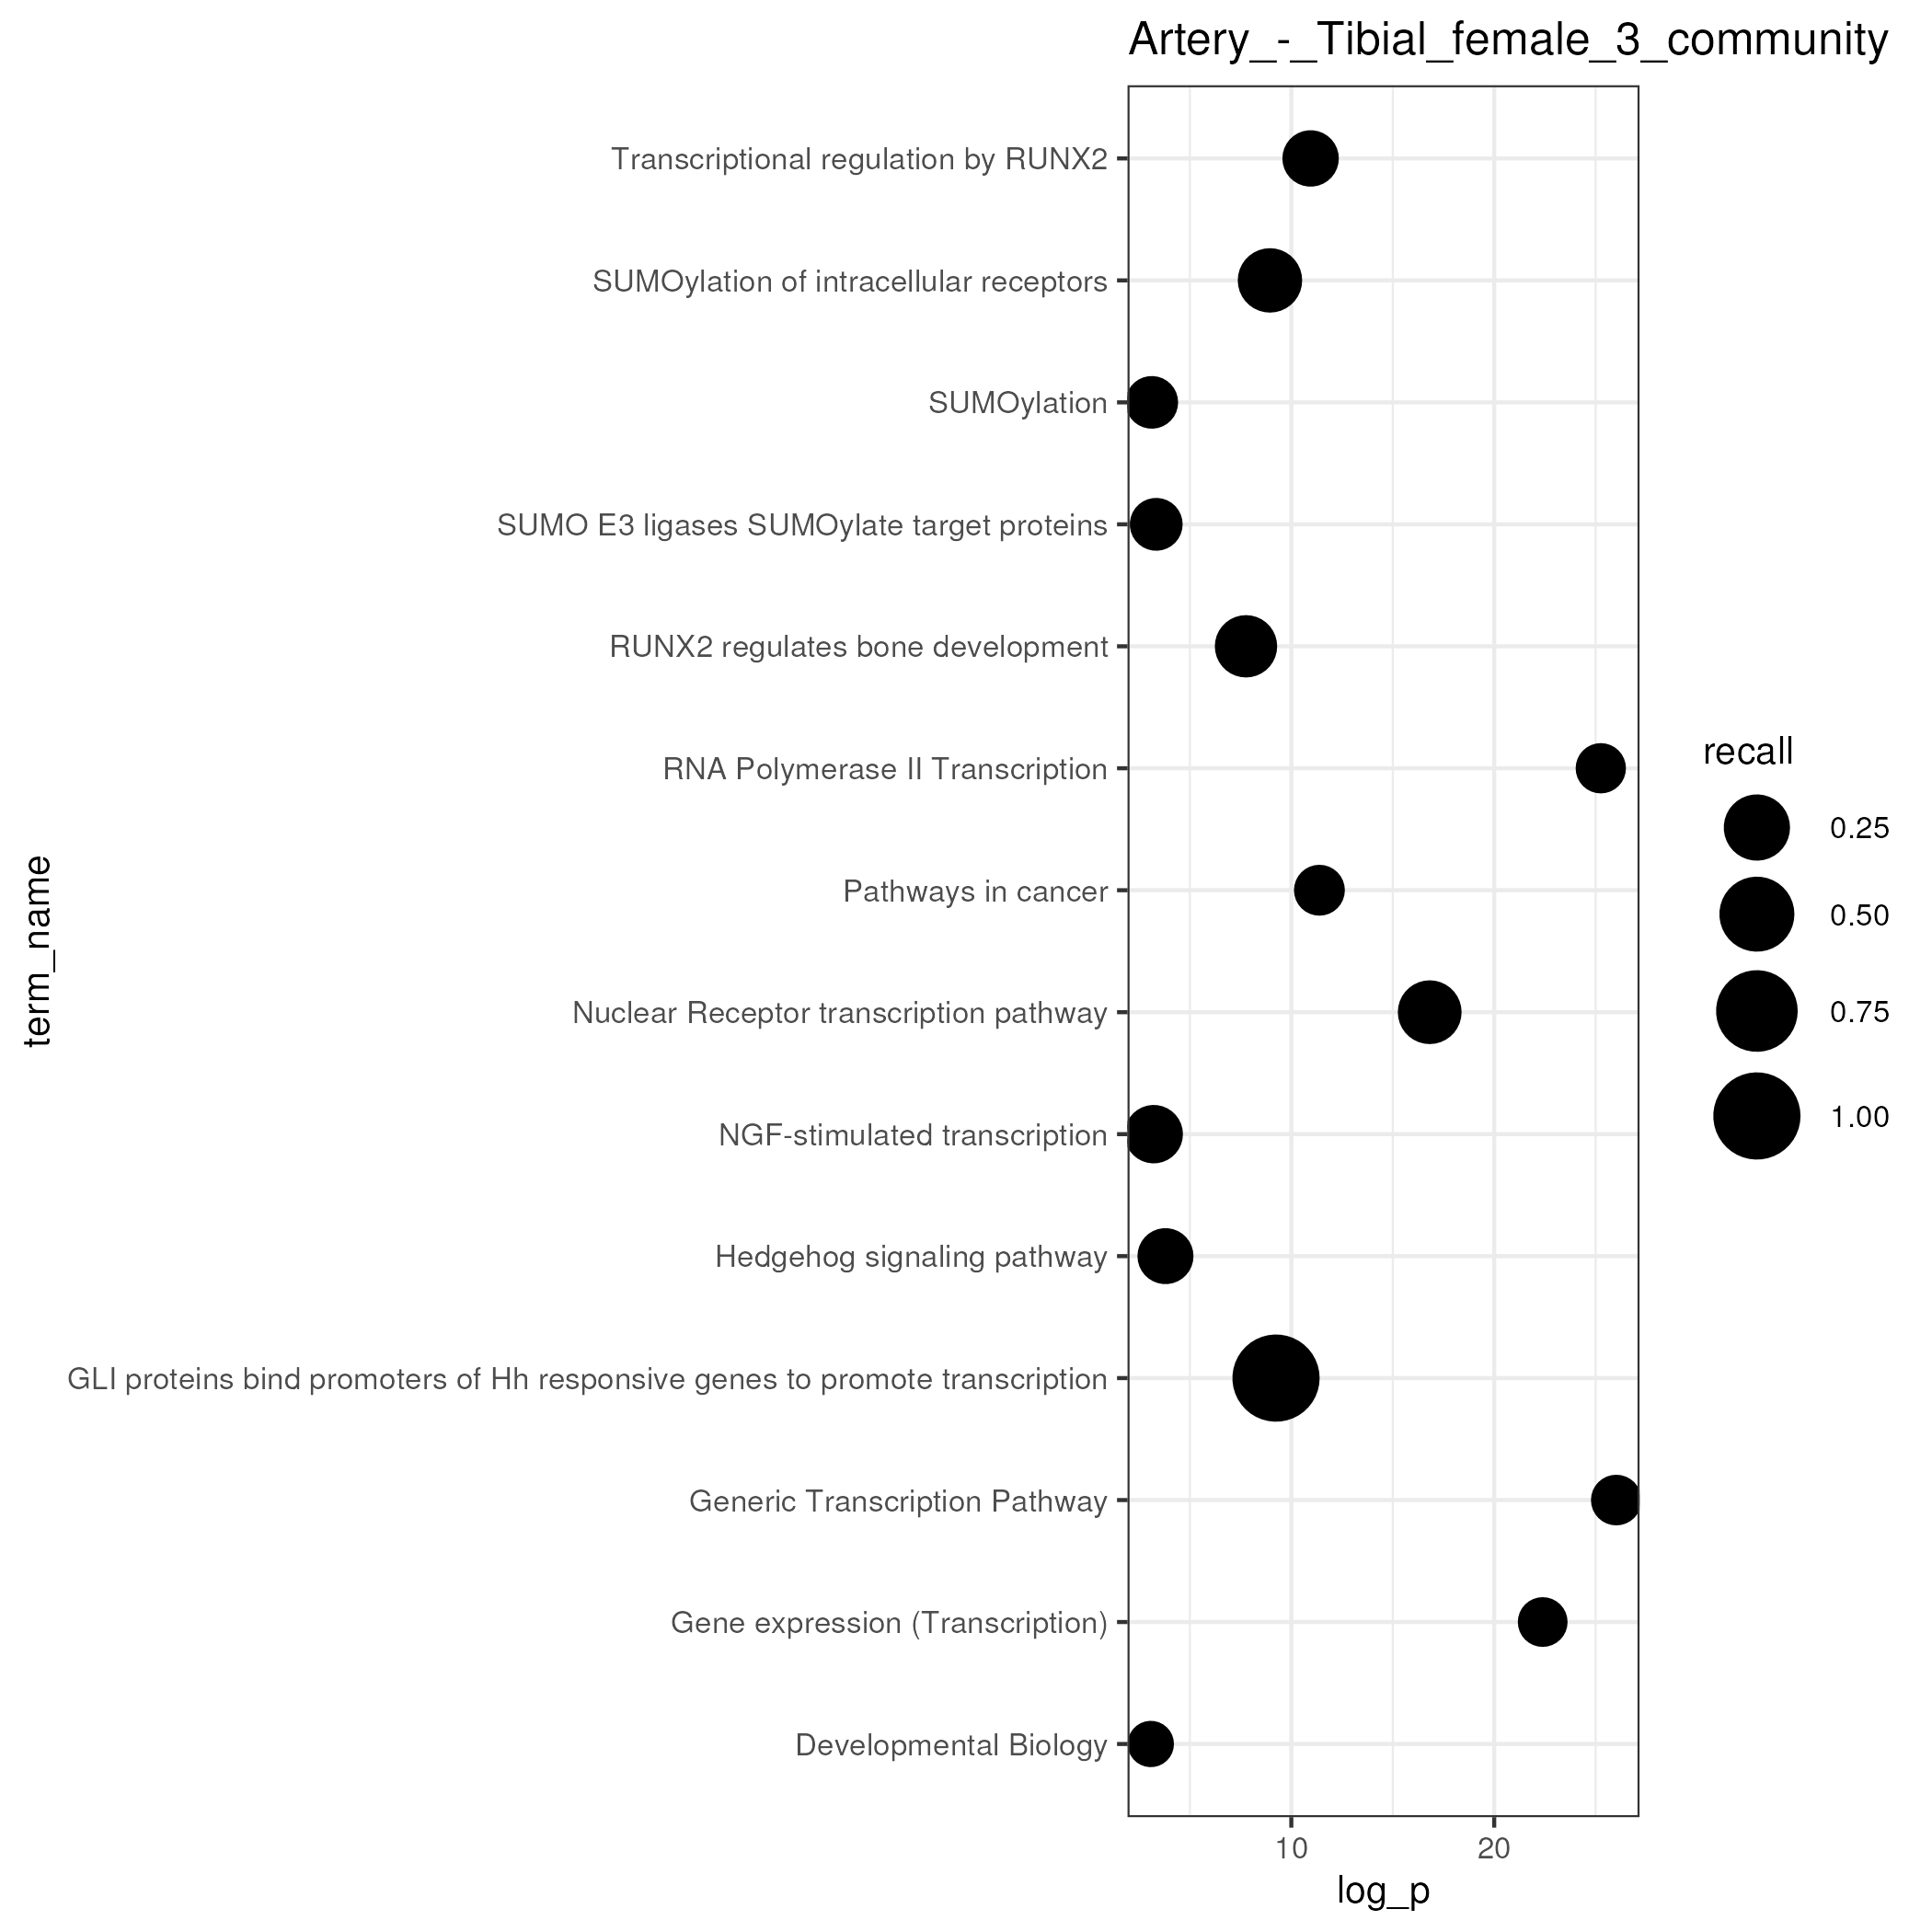 Artery_-_Tibial_female_3_community
Transcriptional regulation by RUNX2
SUMOylation of intracellular receptors
SUMOylation
SUMO E3 ligases SUMOylate target proteins
RUNX2 regulates bone development
RNA Polymerase II Transcription
Pathways in cancer
Nuclear Receptor transcription pathway
NGF-stimulated transcription
Hedgehog signaling pathway
GLI proteins bind promoters of Hh responsive genes to promote transcription
Generic Transcription Pathway
Gene expression (Transcription)
Developmental Biology
term_name
10 20
log_p
recall
0.25
0.50
0.75
1.00